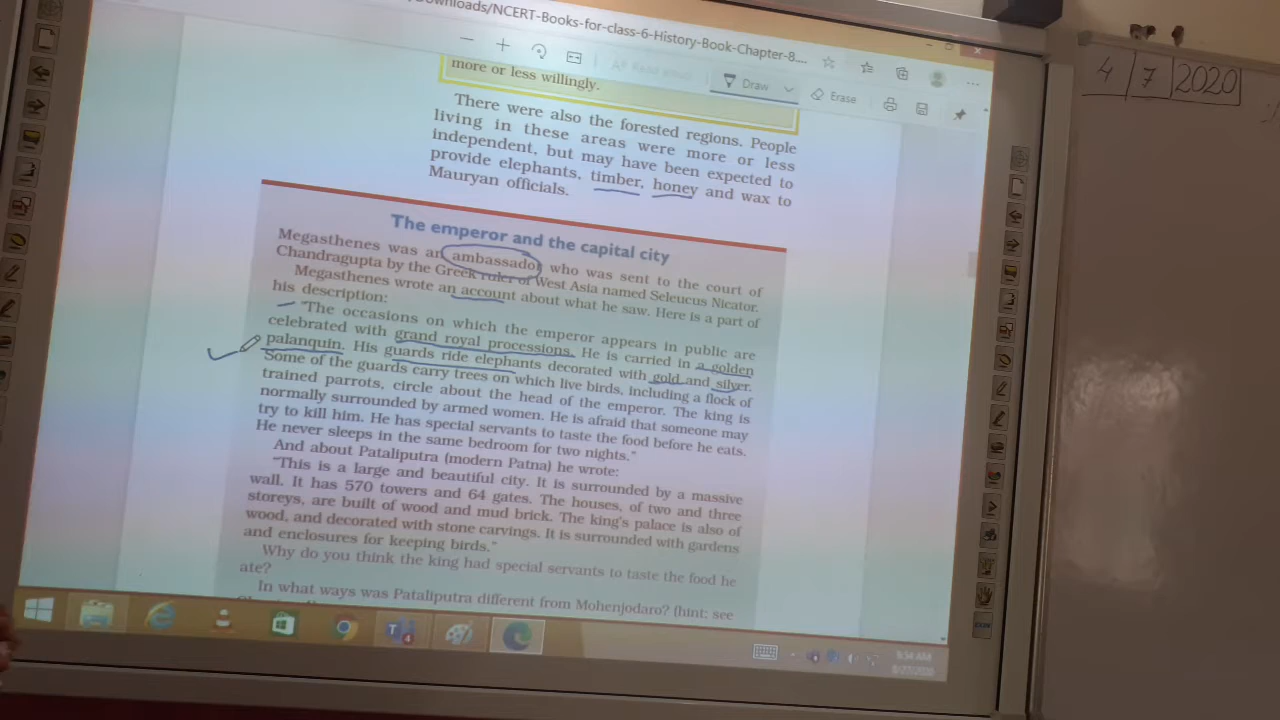 Downloads/NCERT-Books-for-class-6-History-Book-Chapter-8....
Draw
Erase
4 7 2020
more or less willingly.
There were also the forested regions. People
living in these areas were more or less
independent, but may have been expected to
provide elephants, timber, honey and wax to
Mauryan officials.
The emperor and the capital city
Megasthenes was an ambassador who was sent to the court of
Chandragupta by the Greek ruler of West Asia named Seleucus Nicator.
Megasthenes wrote an account about what he saw. Here is a part of
his description:
"The occasions on which the emperor appears in public are
celebrated with grand royal processions. He is carried in a golden
palanquin. His guards ride elephants decorated with gold and silver.
Some of the guards carry trees on which live birds, including a flock of
trained parrots, circle about the head of the emperor. The king is
normally surrounded by armed women. He is afraid that someone may
try to kill him. He has special servants to taste the food before he eats.
He never sleeps in the same bedroom for two nights."
And about Pataliputra (modern Patna) he wrote:
"This is a large and beautiful city. It is surrounded by a massive
wall. It has 570 towers and 64 gates. The houses, of two and three
storeys, are built of wood and mud brick. The king's palace is also of
wood, and decorated with stone carvings. It is surrounded with gardens
and enclosures for keeping birds."
Why do you think the king had special servants to taste the food he
ate?
In what ways was Pataliputra different from Mohenjodaro? (hint: see